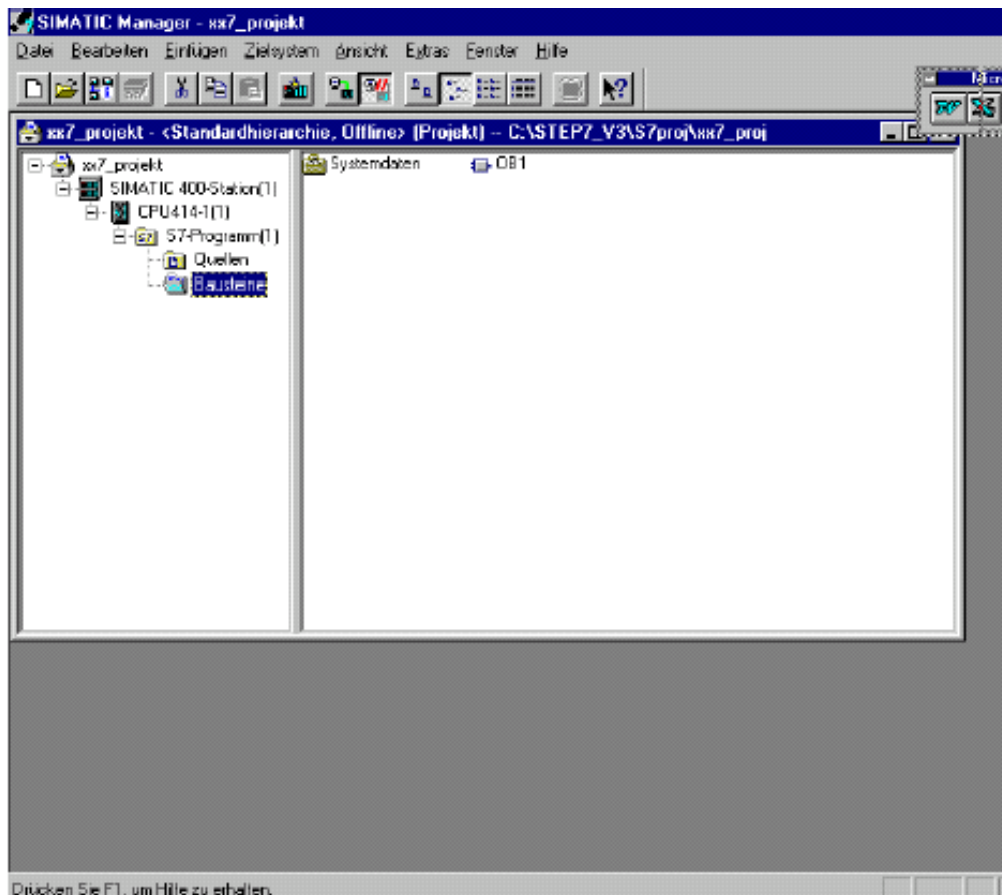 SIMATIC Manager - xx7_projekt
Datei Bearbeiten Einfügen Zielsystem Ansicht Extras Fenster Hilfe
xx7_projekt - <Standardhierarchie, Offline> (Projekt) -- C:\STEP7_V3\S7proj\xx7_proj
xx7_projekt
SIMATIC 400-Station(1)
CPU414-1(1)
S7-Programm(1)
Quellen
Bausteine
Systemdaten OB1
Drücken Sie F1, um Hilfe zu erhalten.